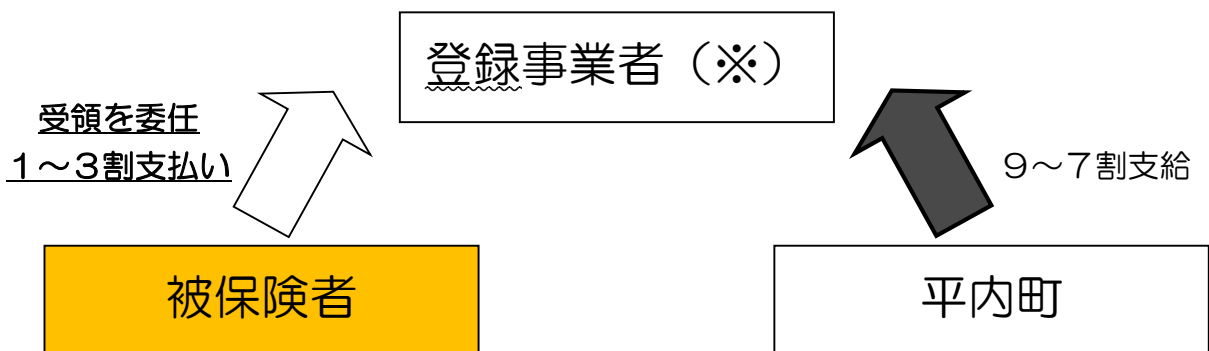 登録事業者（※）
受領を委任
１～３割支払い
９～７割支給
被保険者
平内町